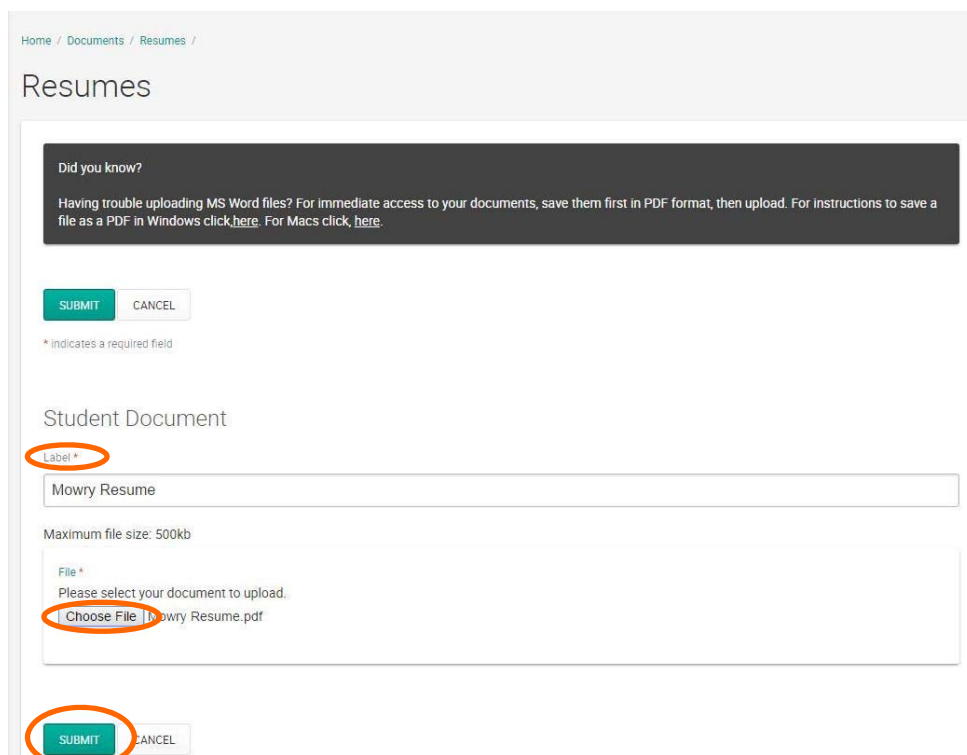 Home / Documents / Resumes /
Resumes
Did you know?
Having trouble uploading MS Word files? For immediate access to your documents, save them first in PDF format, then upload. For instructions to save a
file as a PDF in Windows click,here. For Macs click, here.
SUBMIT CANCEL
* indicates a required field
Student Document
Label *
Mowry Resume
Maximum file size: 500kb
File *
Please select your document to upload.
Choose File Mowry Resume.pdf
SUBMIT CANCEL